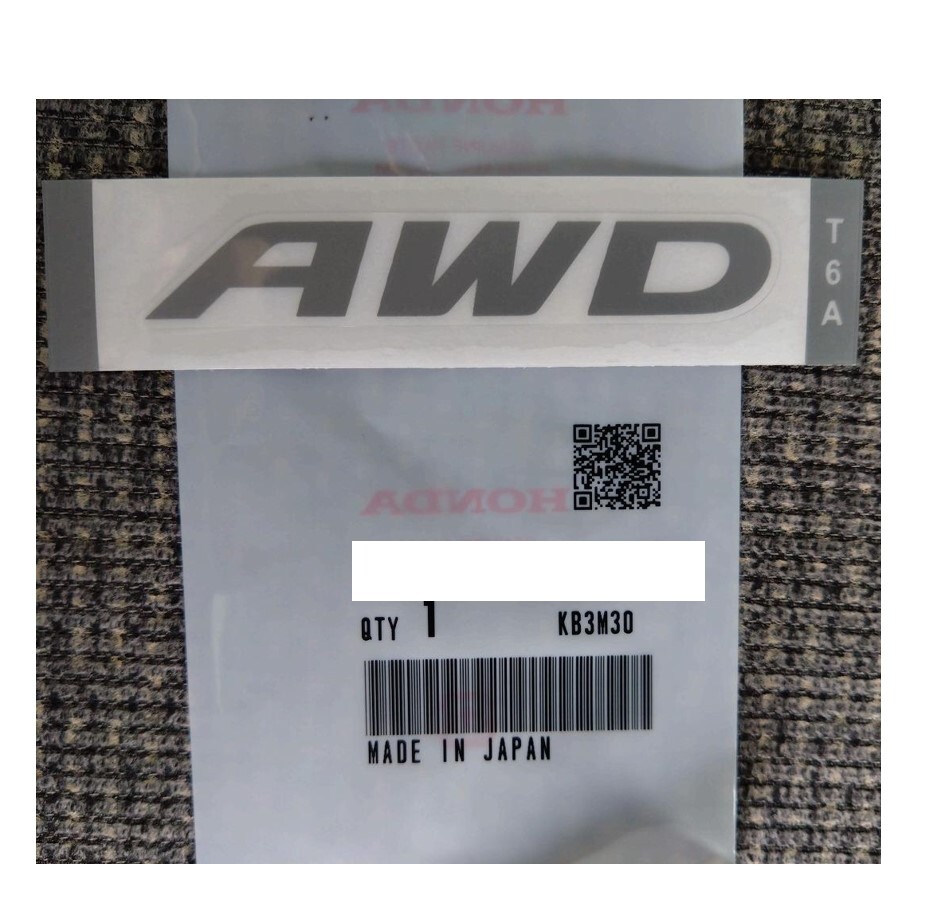 HONDA
AWD
T6A
HONDA
QTY 1 KB3M30
MADE IN JAPAN